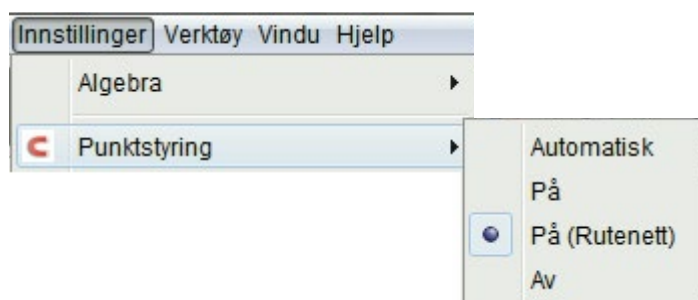 Innstillinger Verktøy Vindu Hjelp
Algebra
Punktstyring
Automatisk
På
På (Rutenett)
Av